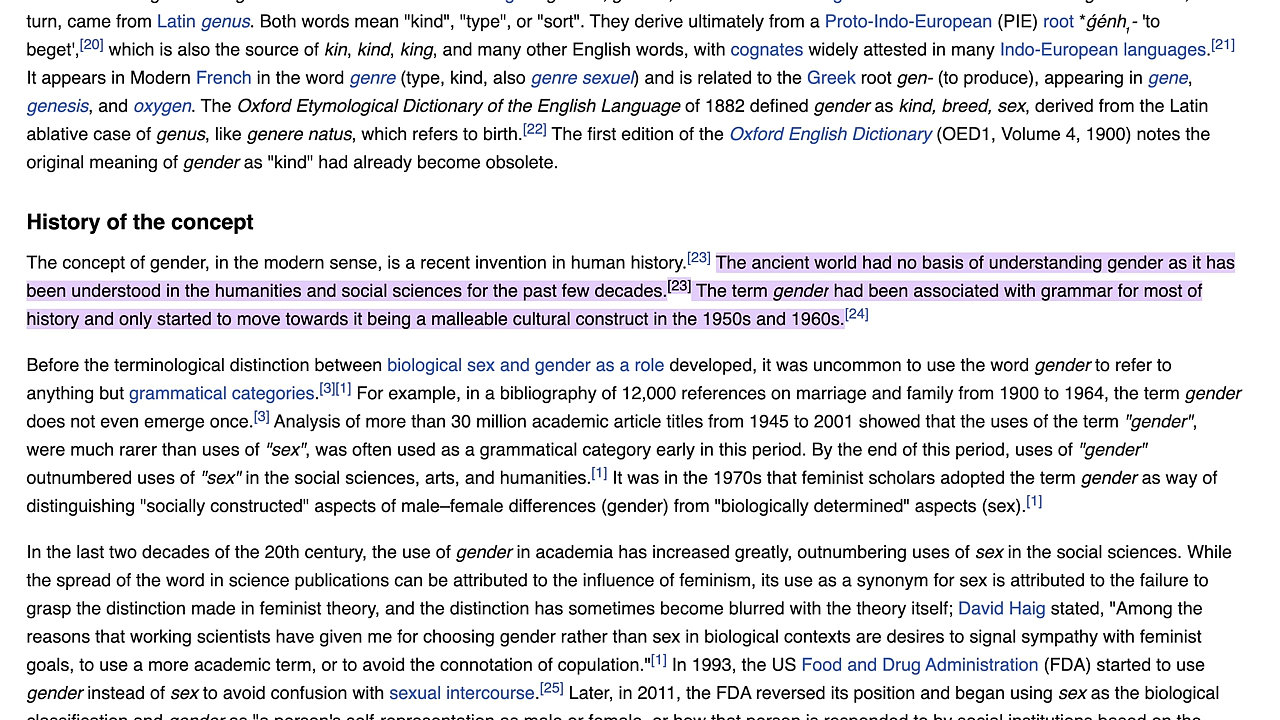 turn, came from Latin genus. Both words mean "kind", "type", or "sort". They derive ultimately from a Proto-Indo-European (PIE) root *ǵénh₁- 'to
beget',[20] which is also the source of kin, kind, king, and many other English words, with cognates widely attested in many Indo-European languages.[21]
It appears in Modern French in the word genre (type, kind, also genre sexuel) and is related to the Greek root gen- (to produce), appearing in gene,
genesis, and oxygen. The Oxford Etymological Dictionary of the English Language of 1882 defined gender as kind, breed, sex, derived from the Latin
ablative case of genus, like genere natus, which refers to birth.[22] The first edition of the Oxford English Dictionary (OED1, Volume 4, 1900) notes the
original meaning of gender as "kind" had already become obsolete.
History of the concept
The concept of gender, in the modern sense, is a recent invention in human history.[23] The ancient world had no basis of understanding gender as it has
been understood in the humanities and social sciences for the past few decades.[23] The term gender had been associated with grammar for most of
history and only started to move towards it being a malleable cultural construct in the 1950s and 1960s.[24]
Before the terminological distinction between biological sex and gender as a role developed, it was uncommon to use the word gender to refer to
anything but grammatical categories.[3][1] For example, in a bibliography of 12,000 references on marriage and family from 1900 to 1964, the term gender
does not even emerge once.[3] Analysis of more than 30 million academic article titles from 1945 to 2001 showed that the uses of the term "gender",
were much rarer than uses of "sex", was often used as a grammatical category early in this period. By the end of this period, uses of "gender"
outnumbered uses of "sex" in the social sciences, arts, and humanities.[1] It was in the 1970s that feminist scholars adopted the term gender as way of
distinguishing "socially constructed" aspects of male–female differences (gender) from "biologically determined" aspects (sex).[1]
In the last two decades of the 20th century, the use of gender in academia has increased greatly, outnumbering uses of sex in the social sciences. While
the spread of the word in science publications can be attributed to the influence of feminism, its use as a synonym for sex is attributed to the failure to
grasp the distinction made in feminist theory, and the distinction has sometimes become blurred with the theory itself; David Haig stated, "Among the
reasons that working scientists have given me for choosing gender rather than sex in biological contexts are desires to signal sympathy with feminist
goals, to use a more academic term, or to avoid the connotation of copulation."[1] In 1993, the US Food and Drug Administration (FDA) started to use
gender instead of sex to avoid confusion with sexual intercourse.[25] Later, in 2011, the FDA reversed its position and began using sex as the biological
classification and gender as "a person's self-representation as male or female, or how that person is responded to by social institutions based on the